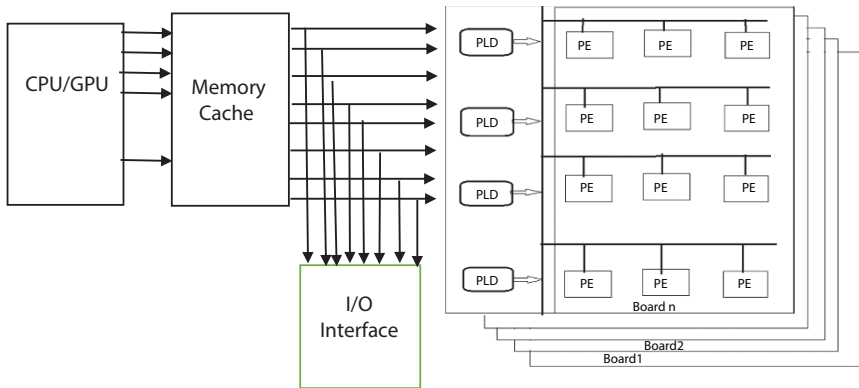 CPU/GPU
Memory
Cache
I/O
Interface
PLD
PE PE PE
PLD
PE PE PE
PLD
PE PE PE
PLD
PE PE PE
Board n
Board2
Board1